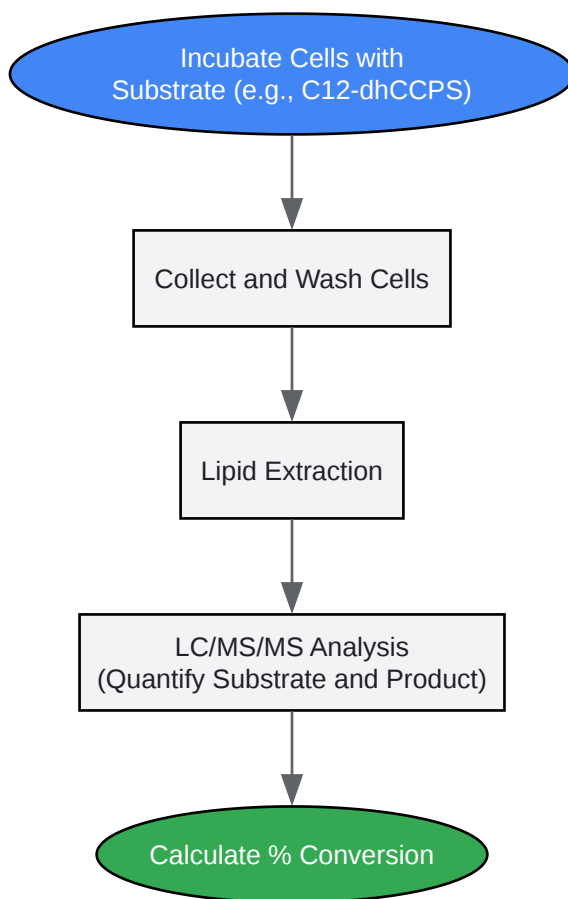 Incubate Cells with
Substrate (e.g., C12-dhCCPS)
Collect and Wash Cells
Lipid Extraction
LC/MS/MS Analysis
(Quantify Substrate and Product)
Calculate % Conversion